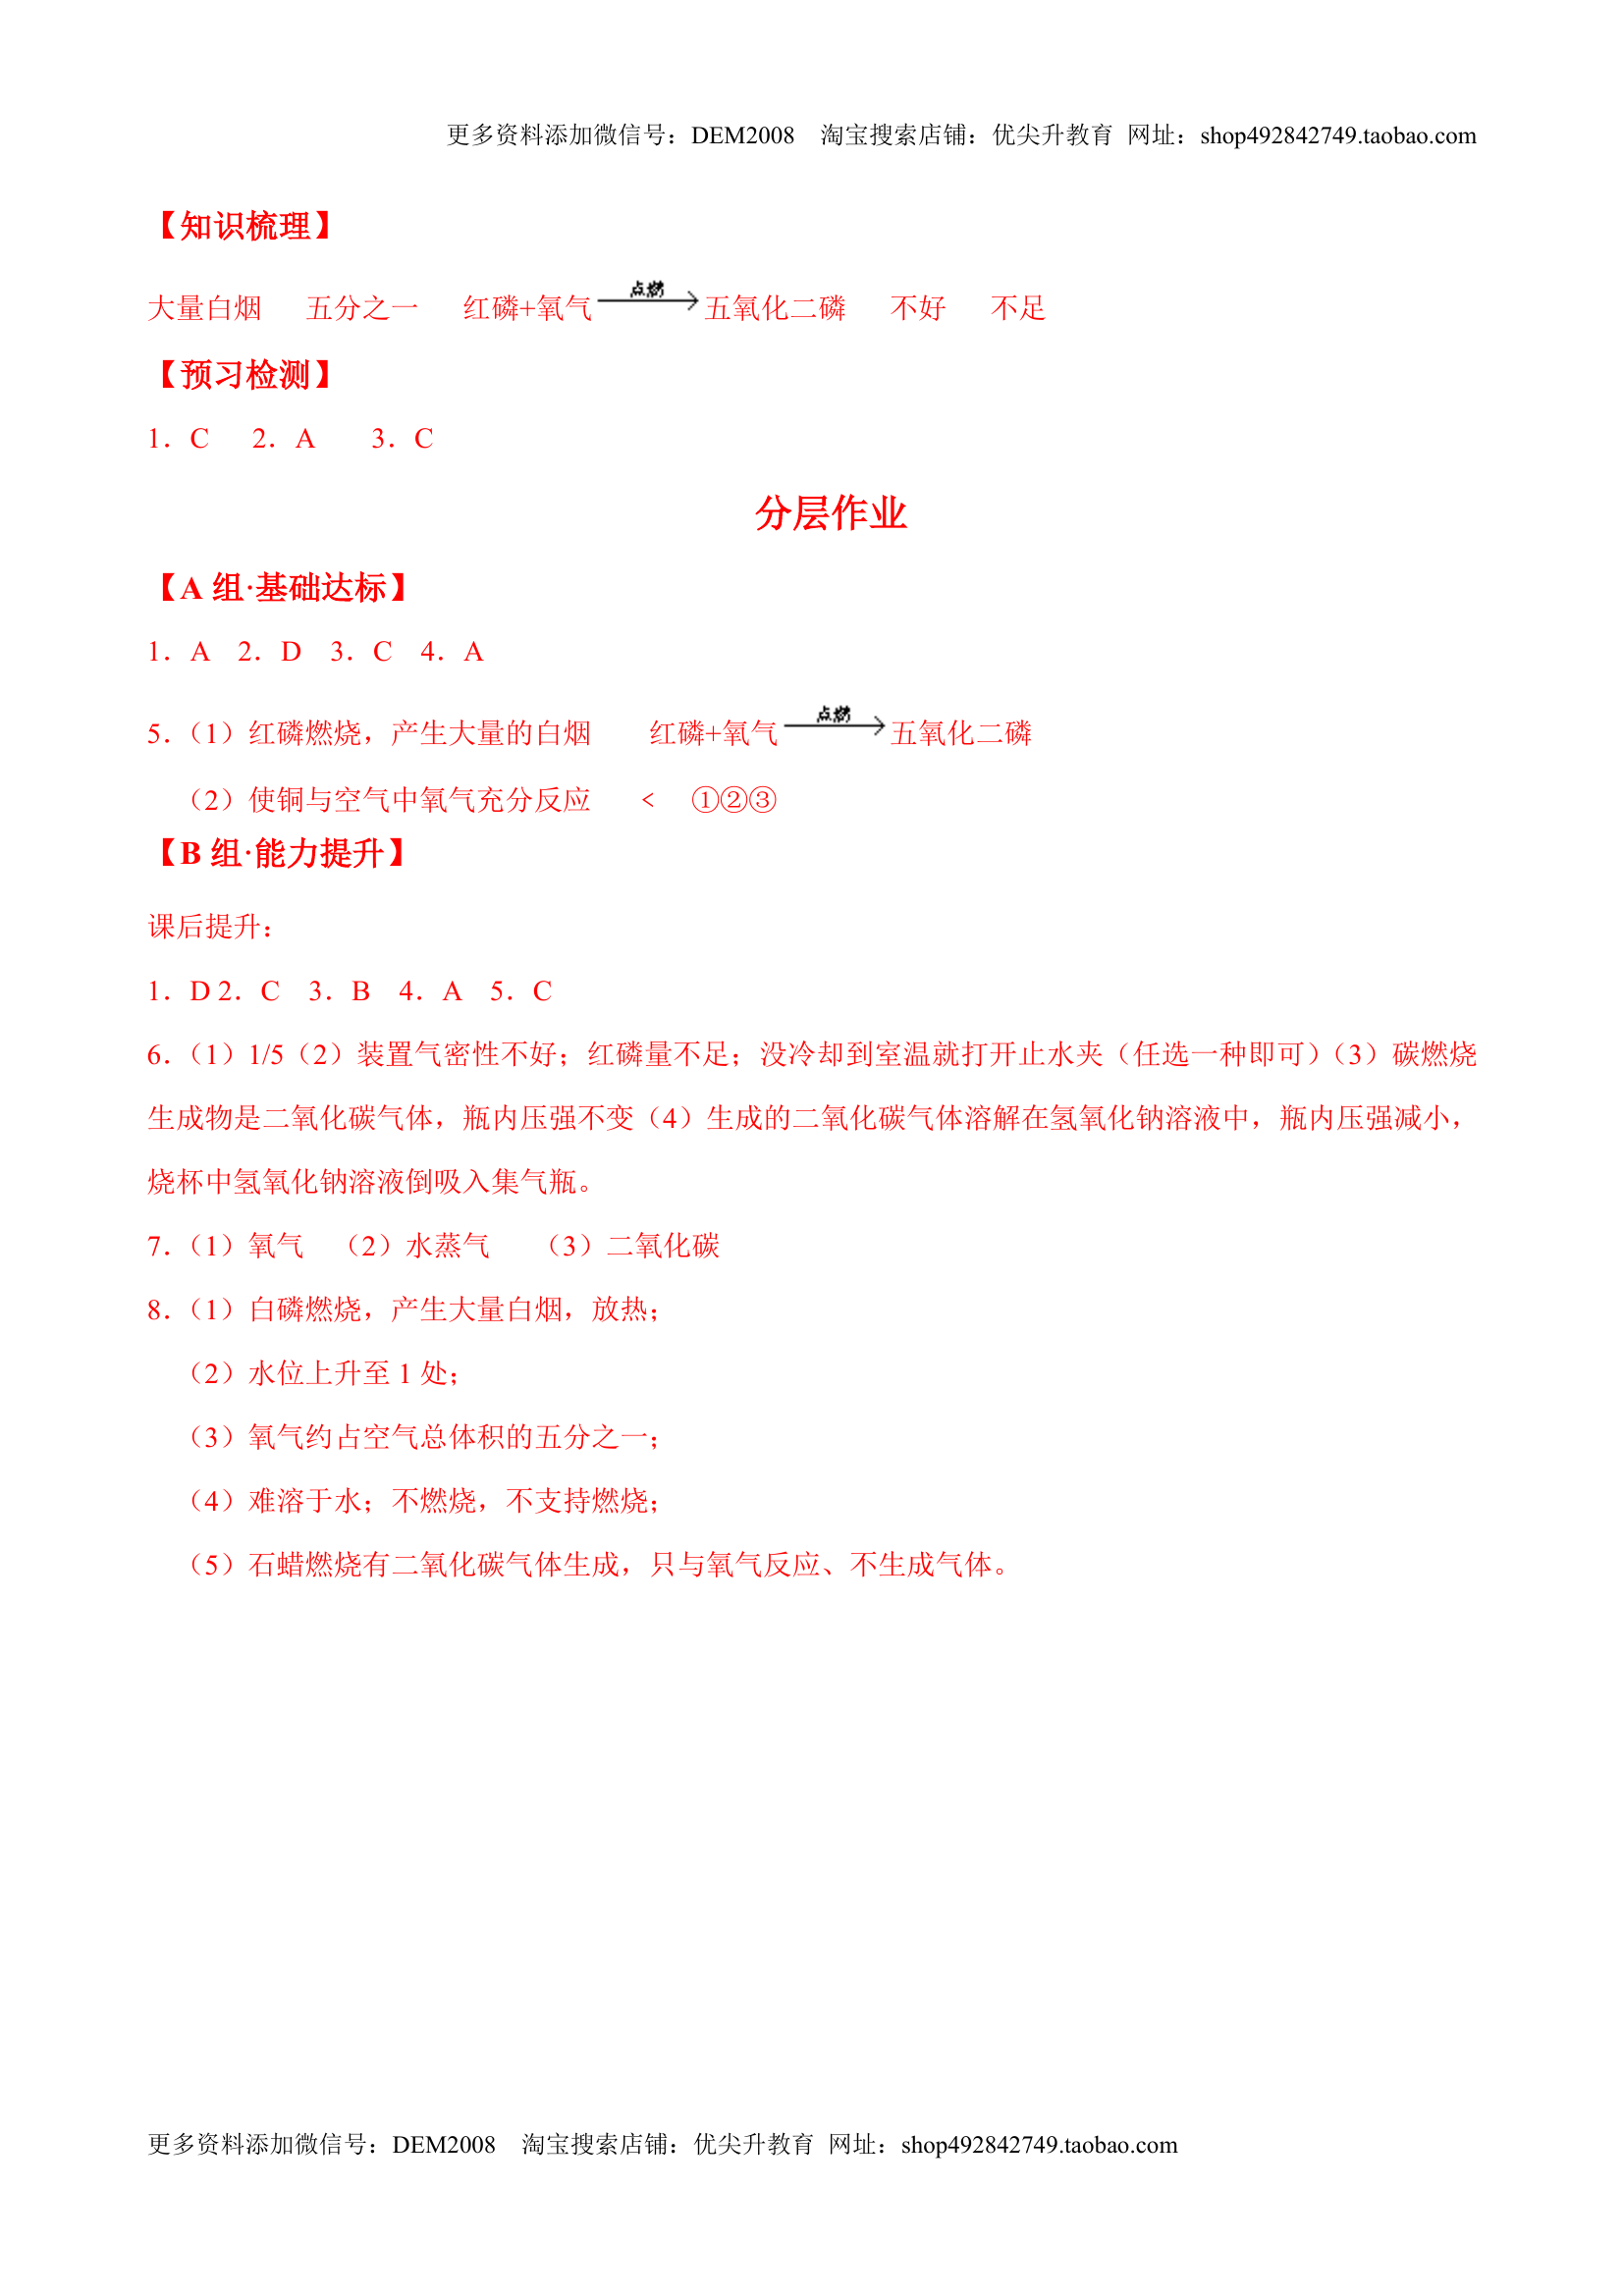 更多资料添加微信号：DEM2008 淘宝搜索店铺：优尖升教育 网址：shop492842749.taobao.com
【知识梳理】
大量白烟 五分之一 红磷+氧气 点燃→ 五氧化二磷 不好 不足
【预习检测】
1．C 2．A 3．C
分层作业
【A 组·基础达标】
1．A 2．D 3．C 4．A
5．（1）红磷燃烧，产生大量的白烟 红磷+氧气 点燃→ 五氧化二磷
（2）使铜与空气中氧气充分反应 ＜ ①②③
【B 组·能力提升】
课后提升：
1．D 2．C 3．B 4．A 5．C
6．（1）1/5（2）装置气密性不好；红磷量不足；没冷却到室温就打开止水夹（任选一种即可）（3）碳燃烧
生成物是二氧化碳气体，瓶内压强不变（4）生成的二氧化碳气体溶解在氢氧化钠溶液中，瓶内压强减小，
烧杯中氢氧化钠溶液倒吸入集气瓶。
7．（1）氧气 （2）水蒸气 （3）二氧化碳
8．（1）白磷燃烧，产生大量白烟，放热；
（2）水位上升至 1 处；
（3）氧气约占空气总体积的五分之一；
（4）难溶于水；不燃烧，不支持燃烧；
（5）石蜡燃烧有二氧化碳气体生成，只与氧气反应、不生成气体。
更多资料添加微信号：DEM2008 淘宝搜索店铺：优尖升教育 网址：shop492842749.taobao.com